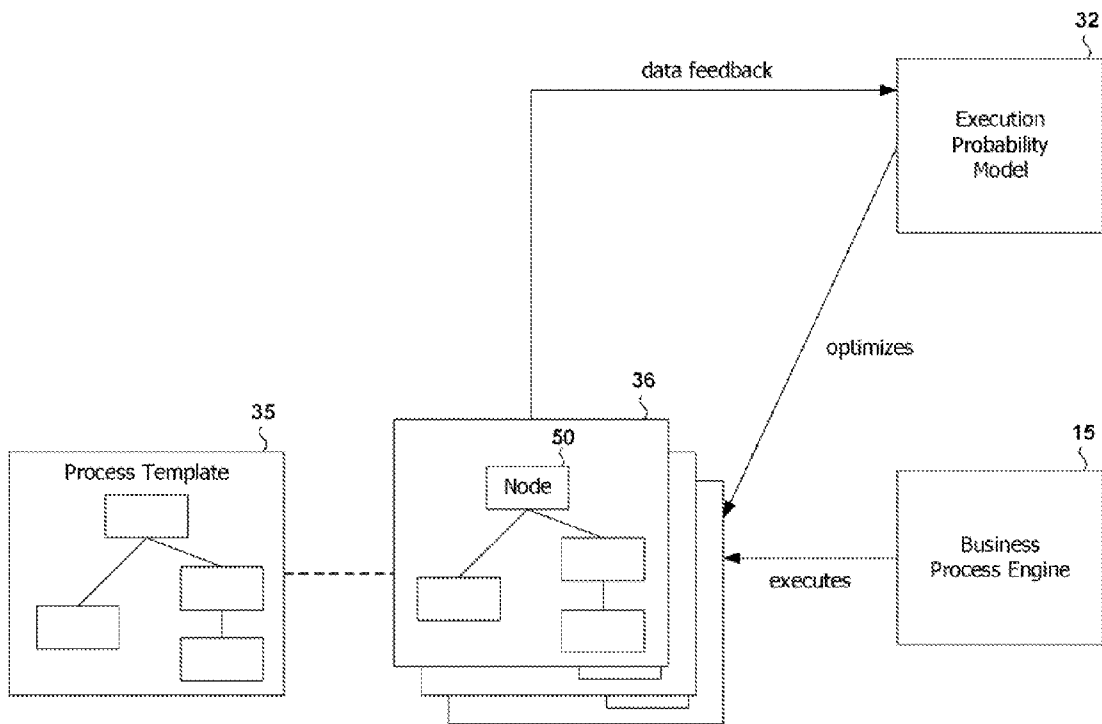 32
data feedback
Execution
Probability
Model
optimizes
36
35
50
15
Process Template
Node
Business
Process Engine
executes